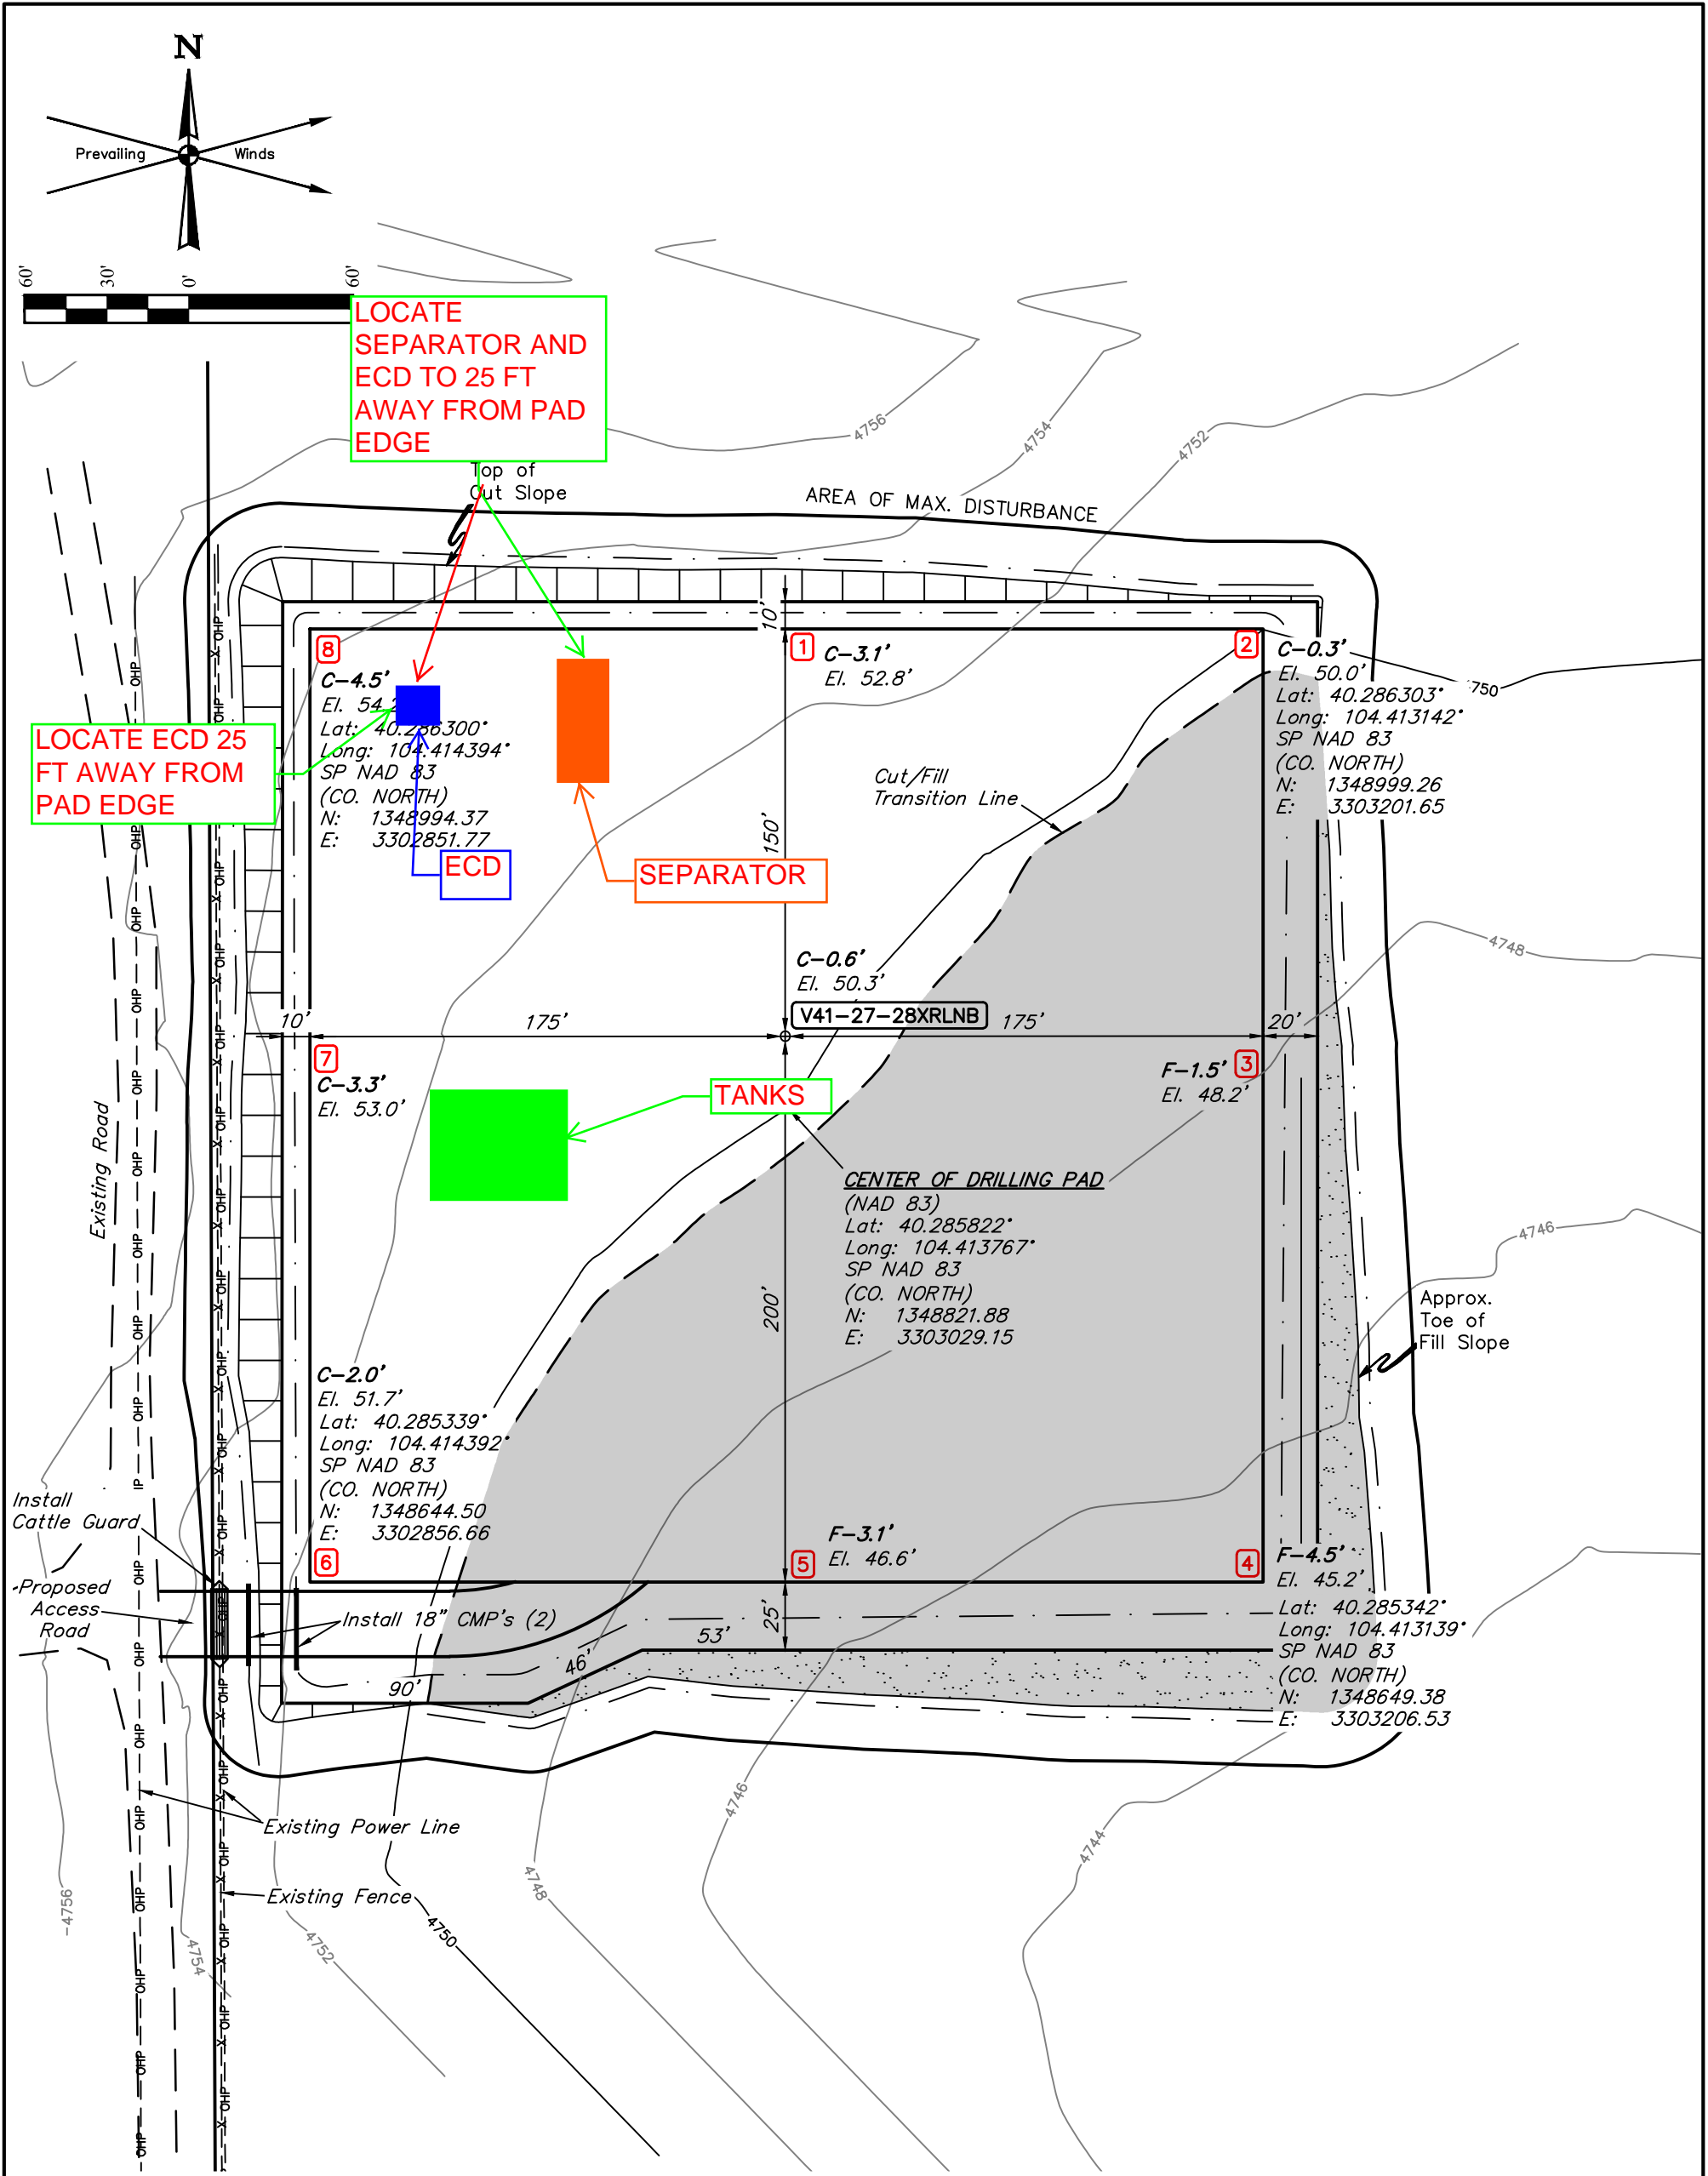 N
Prevailing Winds
60' 30' 0' 60'
LOCATE
SEPARATOR AND
ECD TO 25 FT
AWAY FROM PAD
EDGE
Top of
Cut Slope
AREA OF MAX. DISTURBANCE
4756
4754
4752
4750
10'
8
C-4.5'
Lat: 40.286300°
Long: 104.414394°
SP NAD 83
(CO. NORTH)
N: 1348994.37
E: 3302851.77
1
C-3.1'
El. 52.8'
2
C-0.3'
El. 50.0'
Lat: 40.286303°
Long: 104.413142°
SP NAD 83
(CO. NORTH)
N: 1348999.26
E: 3303201.65
LOCATE ECD 25
FT AWAY FROM
PAD EDGE
ECD
SEPARATOR
Cut/Fill
Transition Line
150'
4748
C-0.6'
El. 50.3'
V41-27-28XRLNB
10'
175'
175'
20'
7
C-3.3'
El. 53.0'
F-1.5'
3
El. 48.2'
TANKS
Existing Road
CENTER OF DRILLING PAD
(NAD 83)
Lat: 40.285822°
Long: 104.413767°
SP NAD 83
(CO. NORTH)
N: 1348821.88
E: 3303029.15
200'
4746
Approx.
Toe of
Fill Slope
C-2.0'
El. 51.7'
Lat: 40.285339°
Long: 104.414392°
SP NAD 83
(CO. NORTH)
N: 1348644.50
E: 3302856.66
6
5
F-3.1'
El. 46.6'
4
F-4.5'
El. 45.2'
Lat: 40.285342°
Long: 104.413139°
SP NAD 83
(CO. NORTH)
N: 1348649.38
E: 3303206.53
Install
Cattle Guard
Proposed
Access
Road
Install 18" CMP's (2)
25'
53'
46'
90'
Existing Power Line
Existing Fence
4756
4754
4752
4750
4748
4746
4744
OHP
X